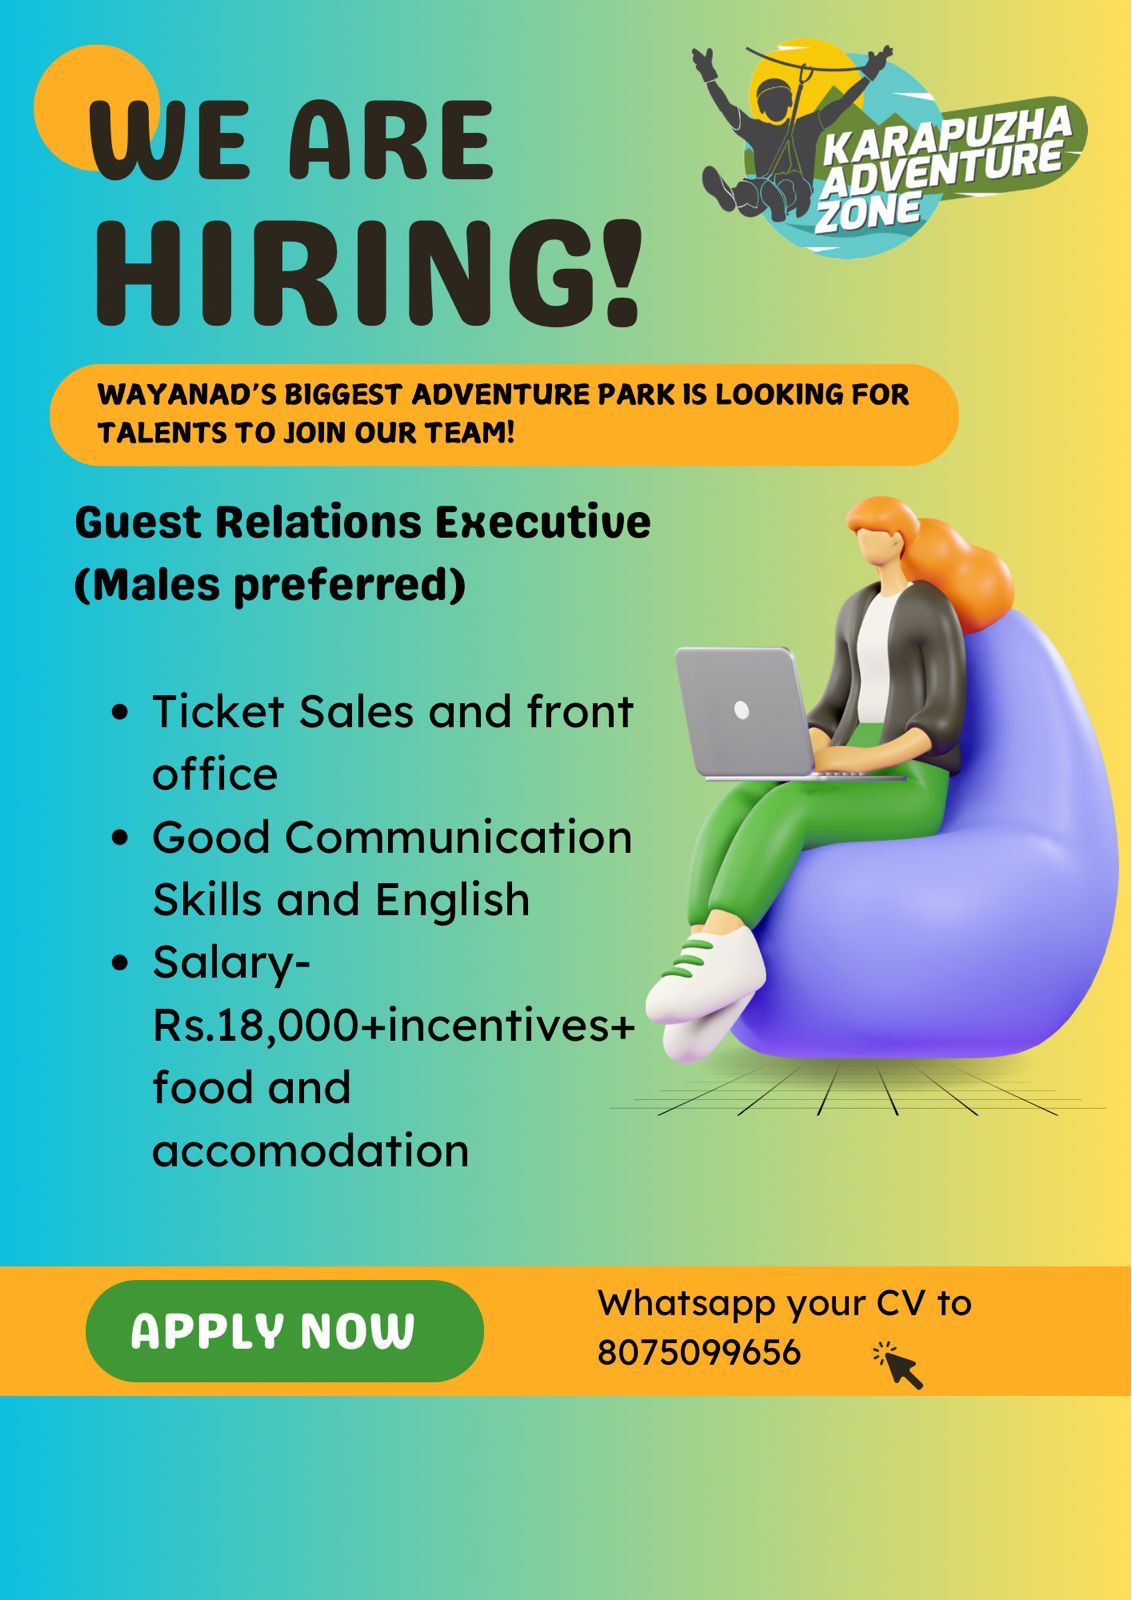 WE ARE
HIRING!
KARAPUZHA
ADVENTURE
ZONE
WAYANAD'S BIGGEST ADVENTURE PARK IS LOOKING FOR
TALENTS TO JOIN OUR TEAM!
Guest Relations Executive
(Males preferred)
• Ticket Sales and front
office
• Good Communication
Skills and English
• Salary-
Rs.18,000+incentives+
food and
accomodation
APPLY NOW
Whatsapp your CV to
8075099656